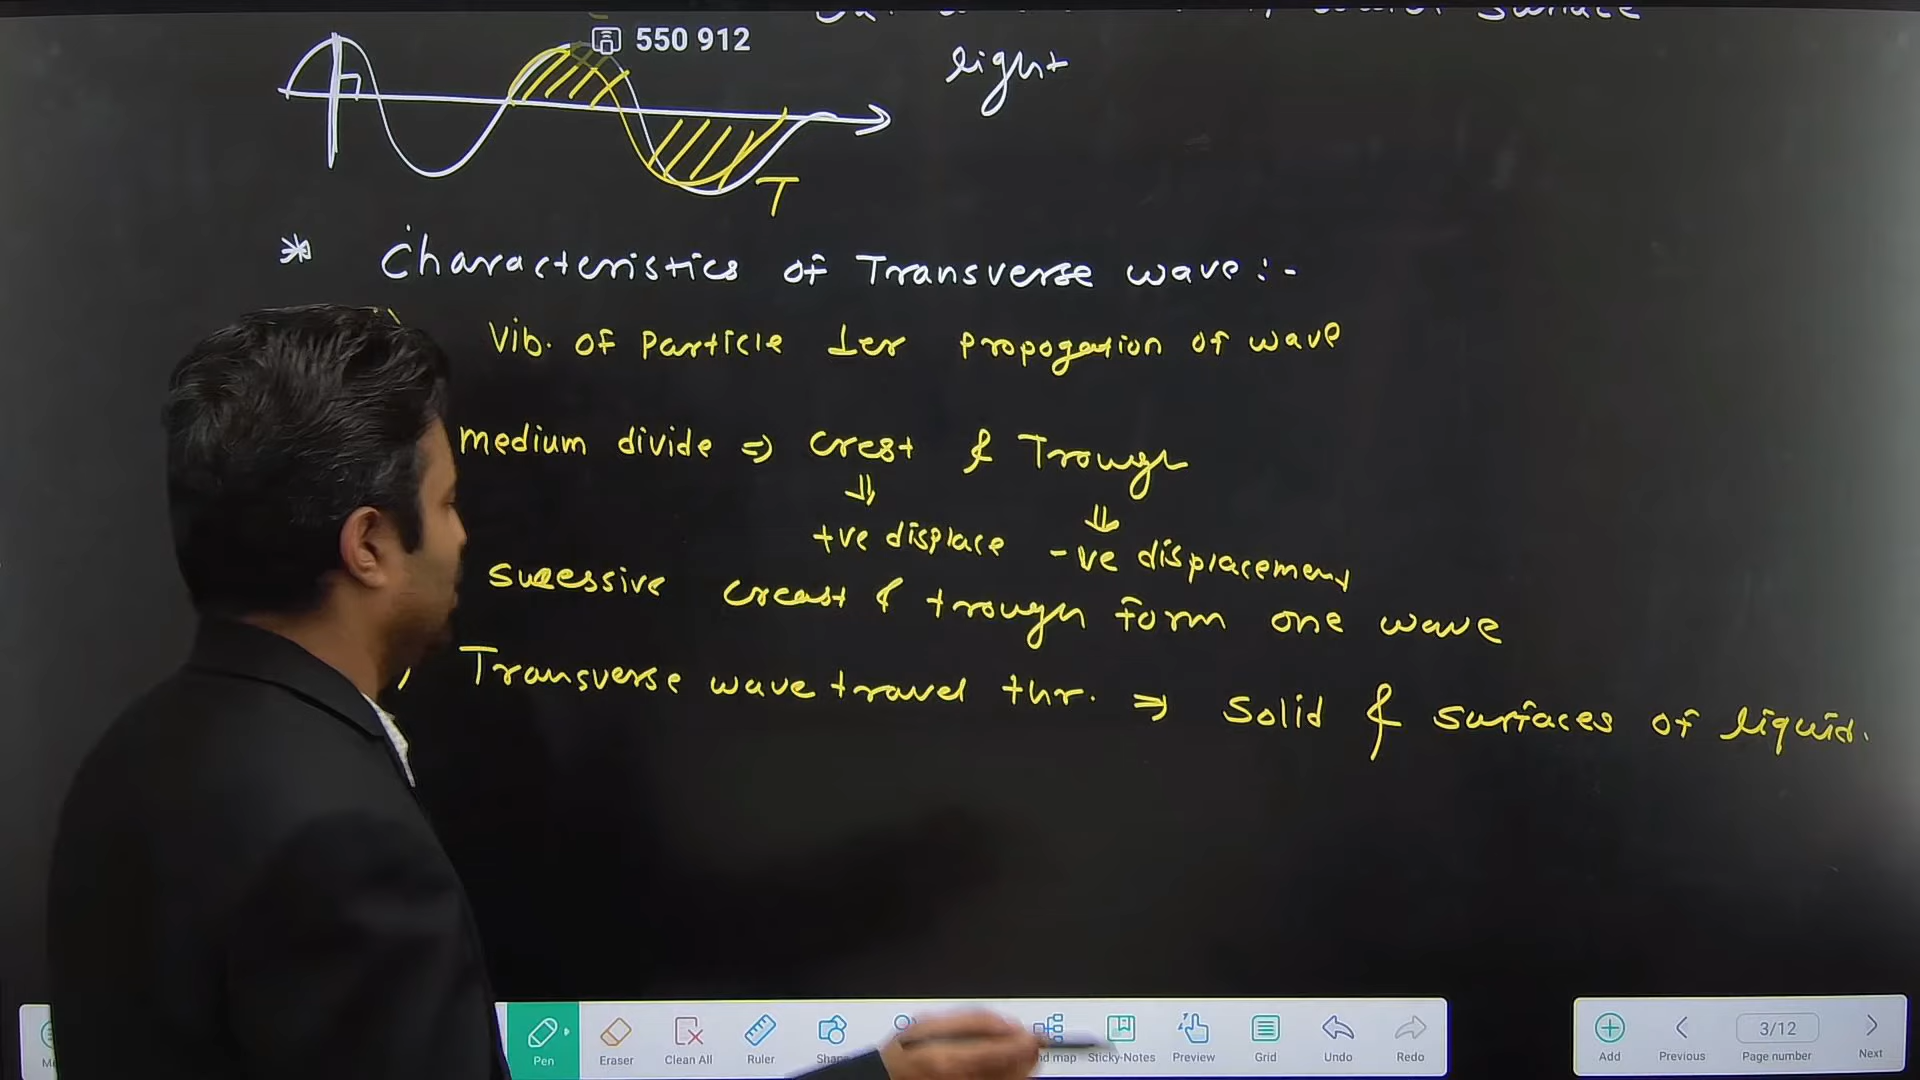 550 912
light
T
* Characteristics of Transverse wave :-
Vib. of Particle ⊥er propogation of wave
medium divide ⇒ crest & Trough
⇓ ⇓
+ve displace -ve displacement
sucessive creast & trough form one wave
Transverse wave travel thr. ⇒ Solid & surfaces of liquid.
Pen
Eraser
Clean All
Ruler
Sticky-Notes
Preview
Grid
Undo
Redo
Add
Previous
3/12
Page number
Next